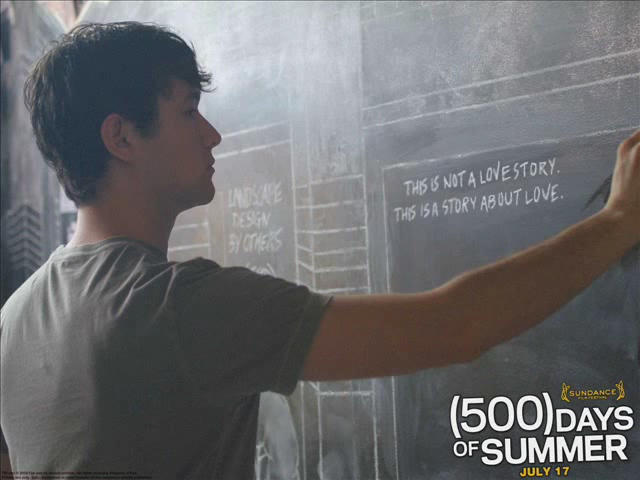 THIS IS NOT A LOVE STORY.
THIS IS A STORY ABOUT LOVE.
LANDSCAPE
DESIGN
BY OTHERS
SUNDANCE
FILM FESTIVAL
(500) DAYS
OF SUMMER
JULY 17